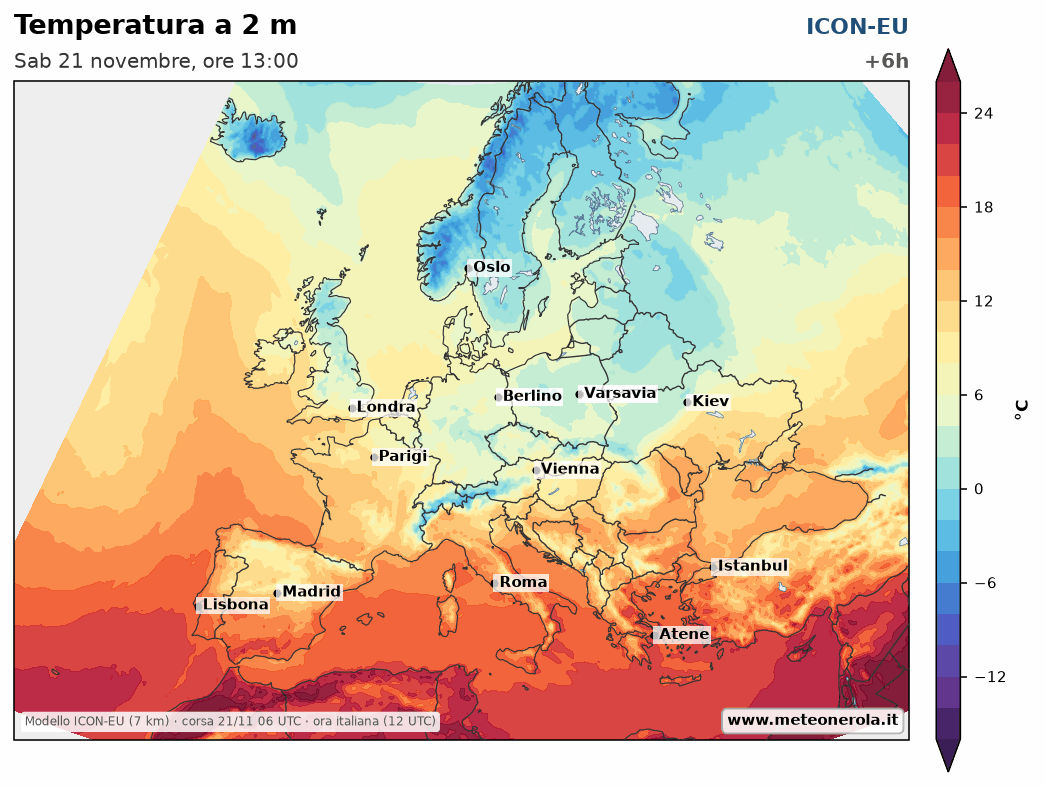 Temperatura a 2 m
ICON-EU
Sab 21 novembre, ore 13:00
+6h
24
18
12
6
0
−6
−12
°C
Oslo
Londra
Berlino
Varsavia
Kiev
Parigi
Vienna
Istanbul
Madrid
Roma
Lisbona
Atene
Modello ICON-EU (7 km) · corsa 21/11 06 UTC · ora italiana (12 UTC)
www.meteonerola.it